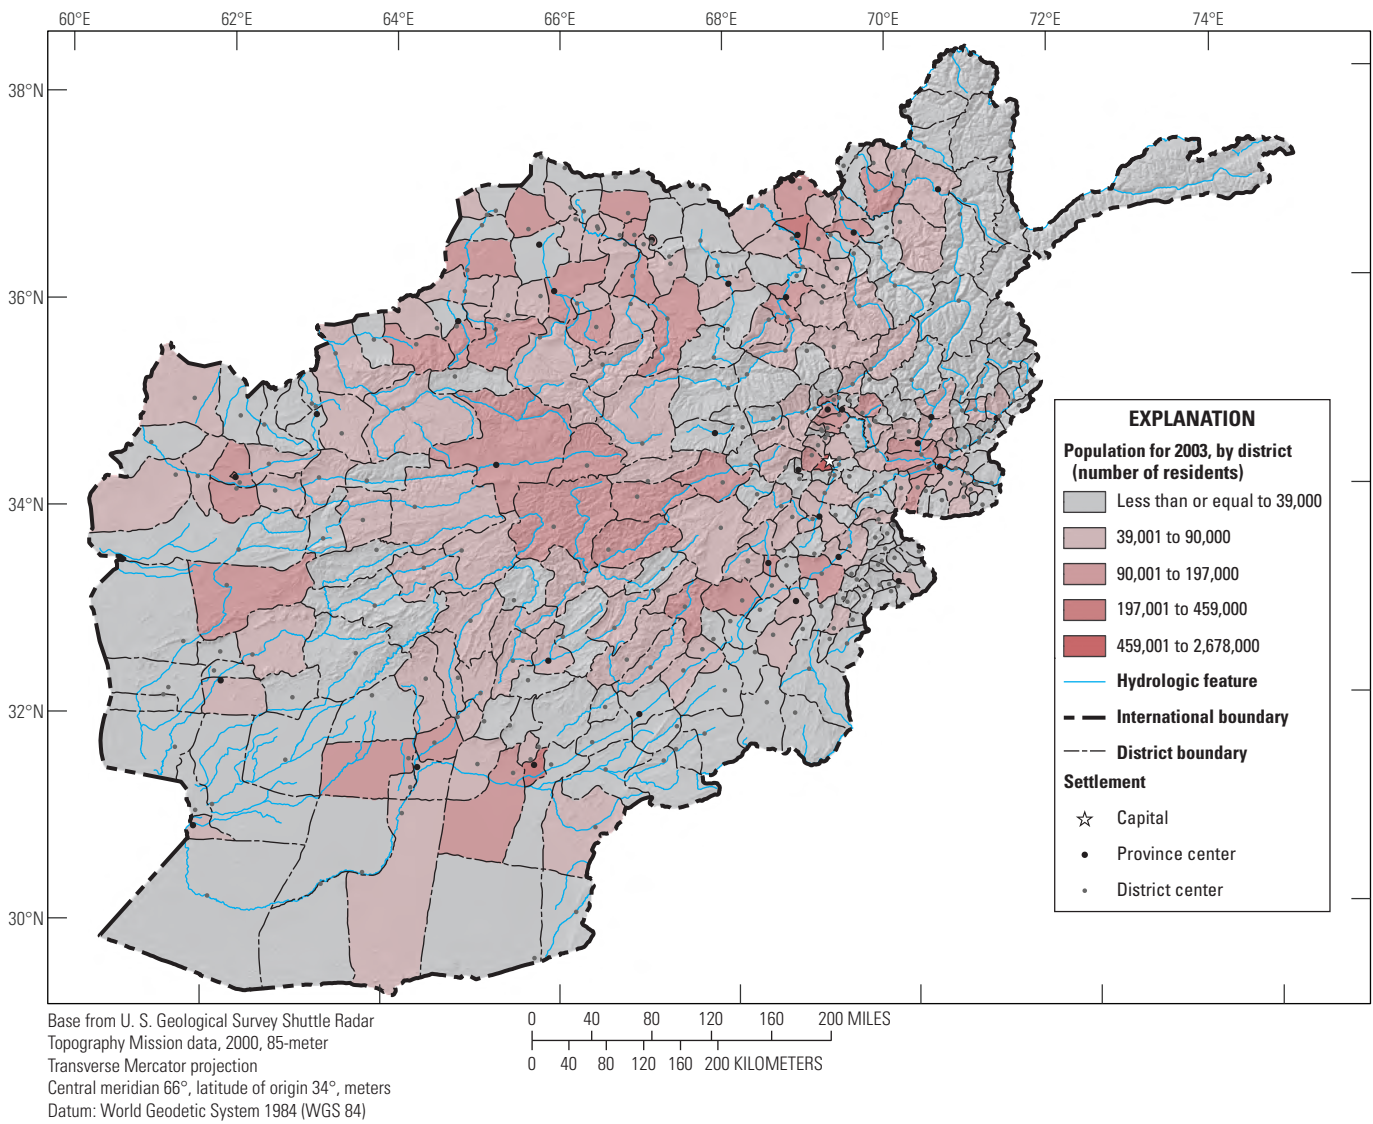 60°E 62°E 64°E 66°E 68°E 70°E 72°E 74°E
38°N
36°N
34°N
32°N
30°N
EXPLANATION
Population for 2003, by district
(number of residents)
Less than or equal to 39,000
39,001 to 90,000
90,001 to 197,000
197,001 to 459,000
459,001 to 2,678,000
Hydrologic feature
International boundary
District boundary
Settlement
Capital
Province center
District center
Base from U. S. Geological Survey Shuttle Radar
Topography Mission data, 2000, 85-meter
Transverse Mercator projection
Central meridian 66°, latitude of origin 34°, meters
Datum: World Geodetic System 1984 (WGS 84)
0 40 80 120 160 200 MILES
0 40 80 120 160 200 KILOMETERS